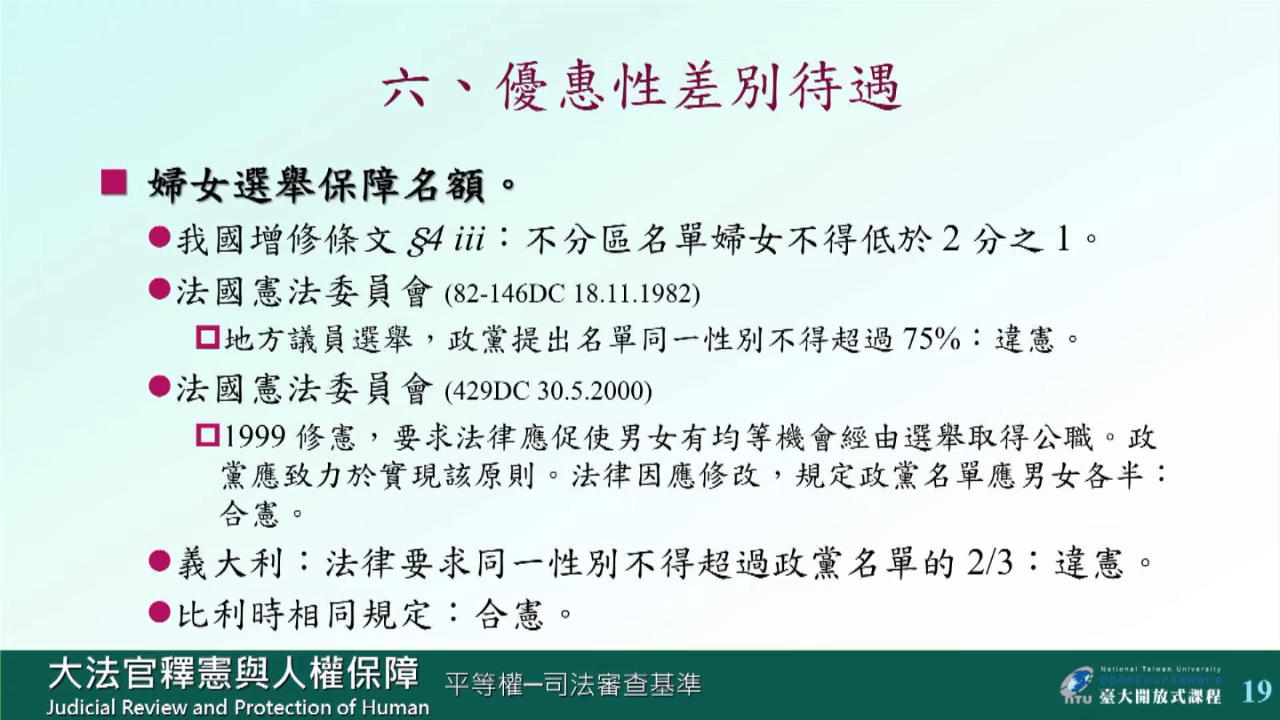 六、優惠性差別待遇
婦女選舉保障名額。
我國增修條文 §4 iii：不分區名單婦女不得低於 2 分之 1。
法國憲法委員會 (82-146DC 18.11.1982)
地方議員選舉，政黨提出名單同一性別不得超過 75%：違憲。
法國憲法委員會 (429DC 30.5.2000)
1999 修憲，要求法律應促使男女有均等機會經由選舉取得公職。政
黨應致力於實現該原則。法律因應修改，規定政黨名單應男女各半：
合憲。
義大利：法律要求同一性別不得超過政黨名單的 2/3：違憲。
比利時相同規定：合憲。
大法官釋憲與人權保障
Judicial Review and Protection of Human
平等權─司法審查基準
National Taiwan University
OpenCourseWare
NTU 臺大開放式課程
19